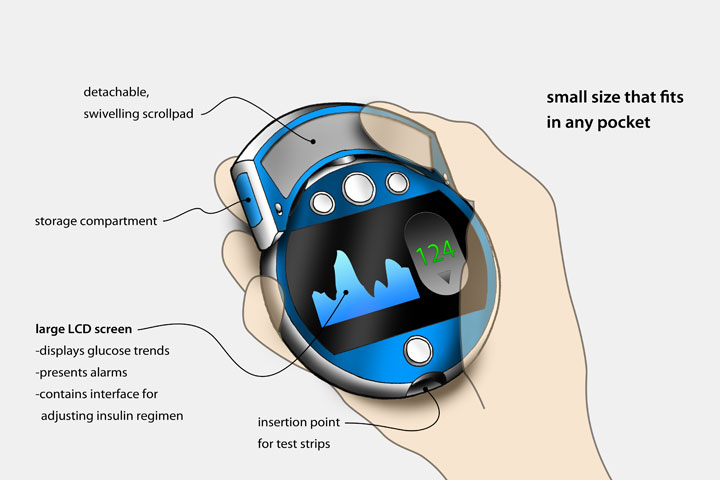 detachable,
swivelling scrollpad
small size that fits
in any pocket
storage compartment
124
large LCD screen
-displays glucose trends
-presents alarms
-contains interface for
adjusting insulin regimen
insertion point
for test strips